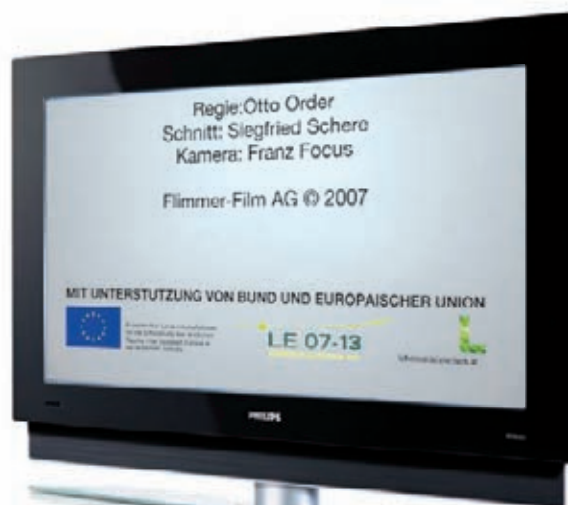 Regie:Otto Order
Schnitt: Siegfried Schere
Kamera: Franz Focus
Flimmer-Film AG © 2007
MIT UNTERSTUTZUNG VON BUND UND EUROPAISCHER UNION
LE 07-13
PHILIPS